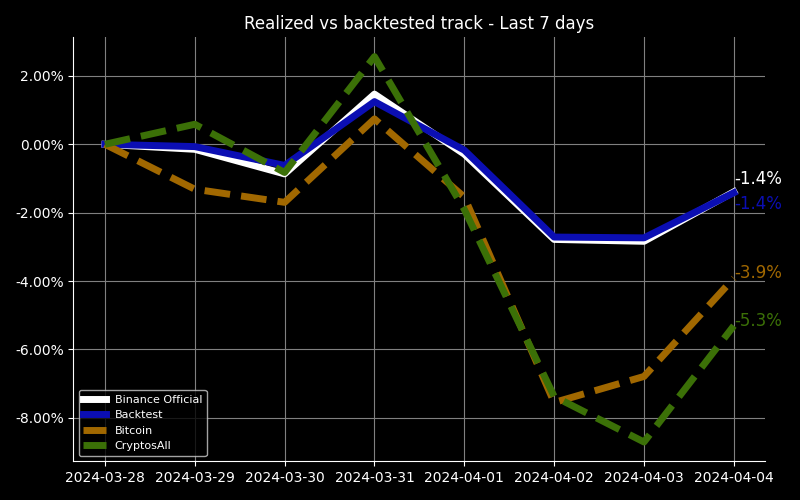 Realized vs backtested track - Last 7 days
2.00%
0.00%
-2.00%
-4.00%
-6.00%
-8.00%
-1.4%
-1.4%
-3.9%
-5.3%
Binance Official
Backtest
Bitcoin
CryptosAll
2024-03-28 2024-03-29 2024-03-30 2024-03-31 2024-04-01 2024-04-02 2024-04-03 2024-04-04